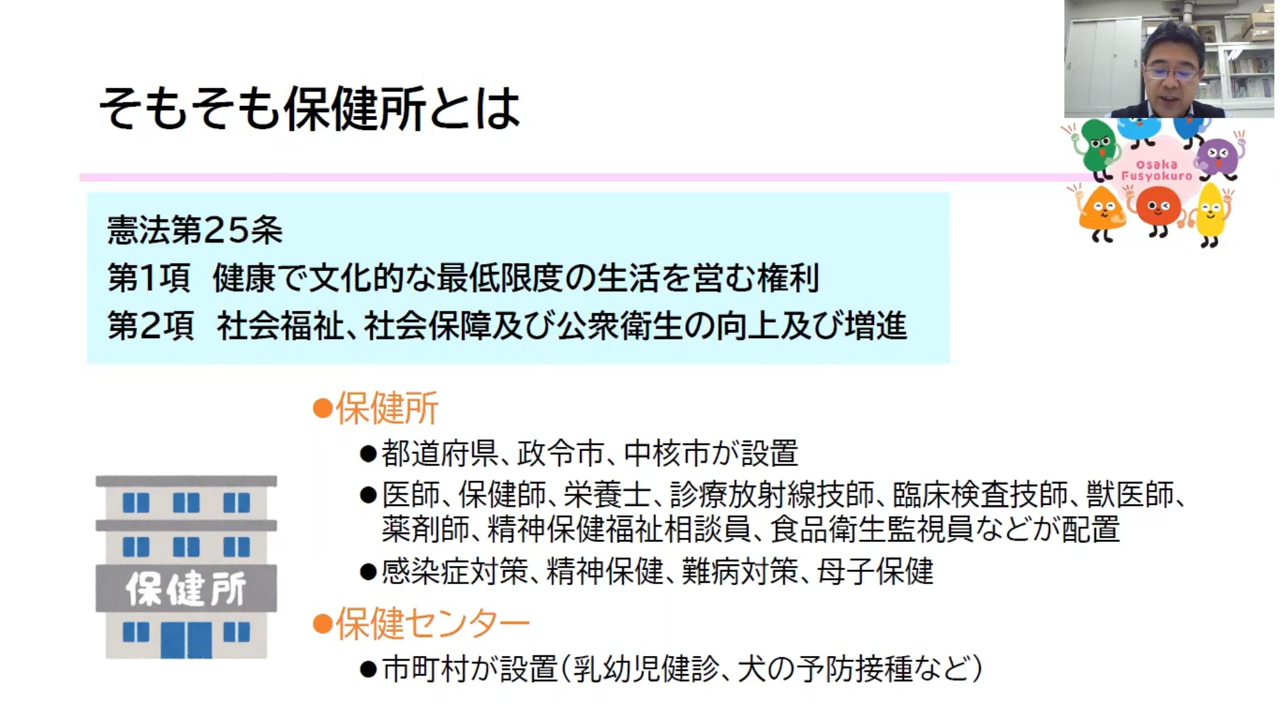 そもそも保健所とは
Osaka
Fusyokuro
憲法第25条
第1項 健康で文化的な最低限度の生活を営む権利
第2項 社会福祉、社会保障及び公衆衛生の向上及び増進
●保健所
●都道府県、政令市、中核市が設置
●医師、保健師、栄養士、診療放射線技師、臨床検査技師、獣医師、
薬剤師、精神保健福祉相談員、食品衛生監視員などが配置
●感染症対策、精神保健、難病対策、母子保健
保健所
●保健センター
●市町村が設置(乳幼児健診、犬の予防接種など)